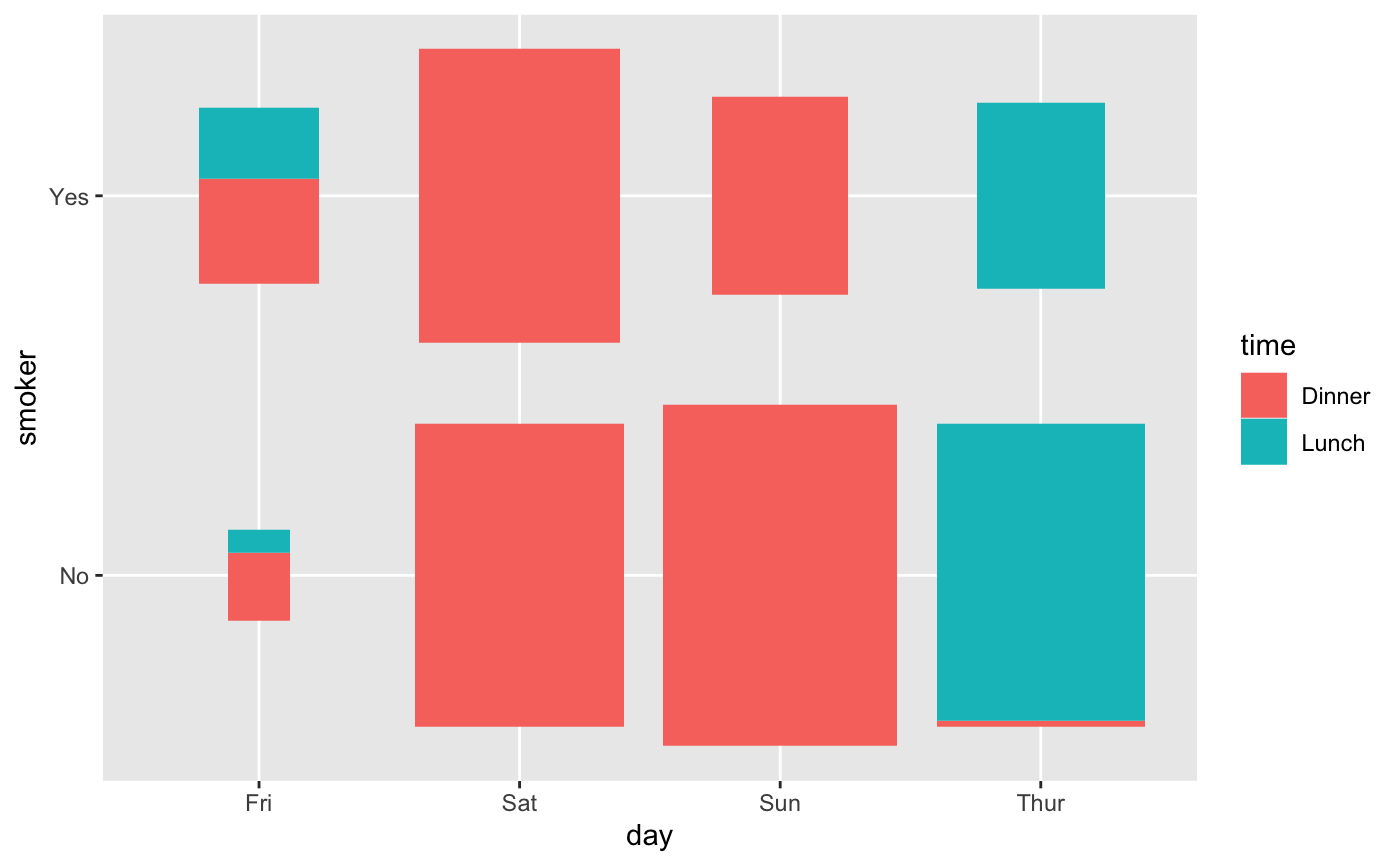 Yes
No
smoker
Fri Sat Sun Thur
day
time
Dinner
Lunch